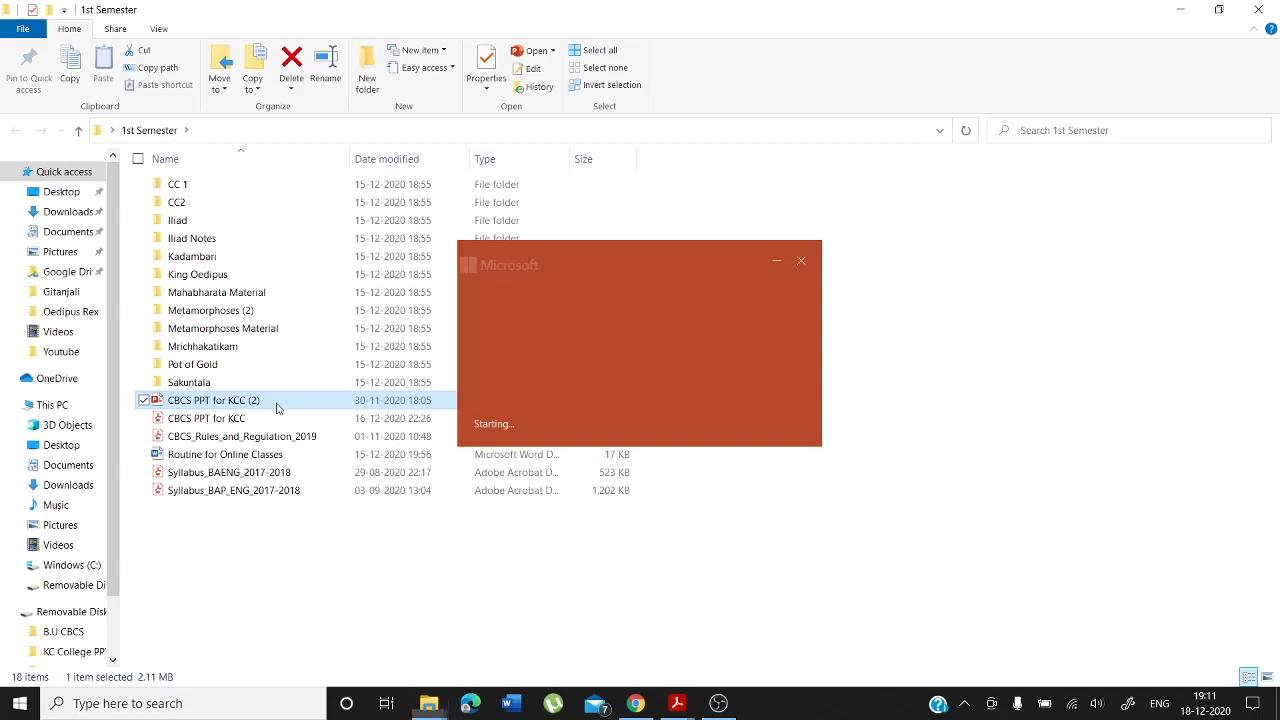 1st Semester
File Home Share View
Pin to Quick access
Copy
Paste
Cut
Copy path
Paste shortcut
Clipboard
Move to
Copy to
Delete
Rename
Organize
New folder
New item
Easy access
New
Properties
Open
Edit
History
Open
Select all
Select none
Invert selection
Select
1st Semester
Search 1st Semester
Name Date modified Type Size
Quick access
Desktop
Downloads
Documents
Pictures
Google Dri
Gitanjali
Oedipus Rex
Videos
Youtube
OneDrive
This PC
3D Objects
Desktop
Documents
Downloads
Music
Pictures
Videos
Windows (C:)
Removable Di
Removable Disk
B.U CBCS
KC College PPT
CC 1 15-12-2020 18:55 File folder
CC2 15-12-2020 18:55 File folder
Iliad 15-12-2020 18:55 File folder
Iliad Notes 15-12-2020 18:55 File folder
Kadambari 15-12-2020 18:55
King Oedipus 15-12-2020 18:55
Mahabharata Material 15-12-2020 18:55
Metamorphoses (2) 15-12-2020 18:55
Metamorphoses Material 15-12-2020 18:55
Mrichhakatikam 15-12-2020 18:55
Pot of Gold 15-12-2020 18:55
Sakuntala 15-12-2020 18:55
CBCS PPT for KCC (2) 30-11-2020 18:05
CBCS PPT for KCC 16-12-2020 22:26
CBCS_Rules_and_Regulation_2019 01-11-2020 10:48
Routine for Online Classes 15-12-2020 19:56 Microsoft Word D... 17 KB
Syllabus_BAENG_2017-2018 29-08-2020 22:17 Adobe Acrobat D... 523 KB
Syllabus_BAP_ENG_2017-2018 03-09-2020 13:04 Adobe Acrobat D... 1,202 KB
Microsoft
Starting...
18 items 1 item selected 2.11 MB
Type here to search
7
ENG
19:11
18-12-2020